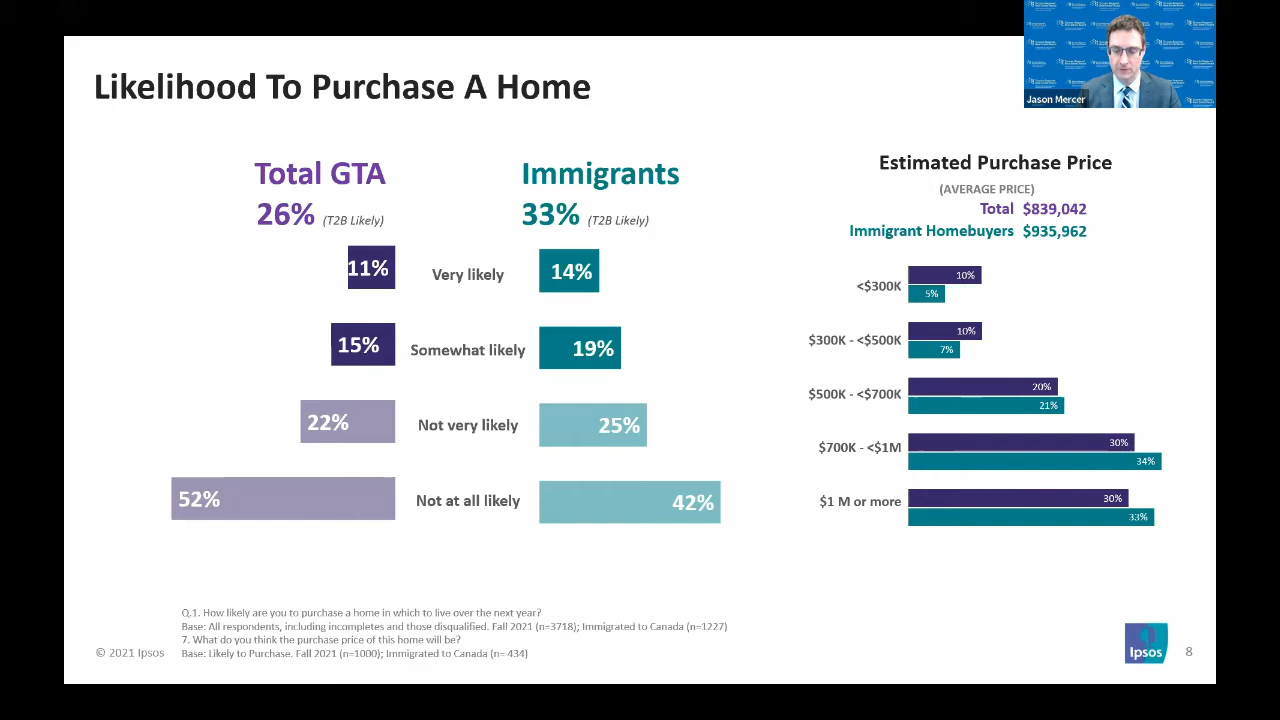 Likelihood To Purchase A Home
Jason Mercer
Total GTA
26% (T2B Likely)
Immigrants
33% (T2B Likely)
11% Very likely 14%
15% Somewhat likely 19%
22% Not very likely 25%
52% Not at all likely 42%
Estimated Purchase Price
(AVERAGE PRICE)
Total $839,042
Immigrant Homebuyers $935,962
<$300K 10% 5%
$300K - <$500K 10% 7%
$500K - <$700K 20% 21%
$700K - <$1M 30% 34%
$1 M or more 30% 33%
Q.1. How likely are you to purchase a home in which to live over the next year?
Base: All respondents, including incompletes and those disqualified. Fall 2021 (n=3718); Immigrated to Canada (n=1227)
7. What do you think the purchase price of this home will be?
Base: Likely to Purchase. Fall 2021 (n=1000); Immigrated to Canada (n= 434)
© 2021 Ipsos
Ipsos
8